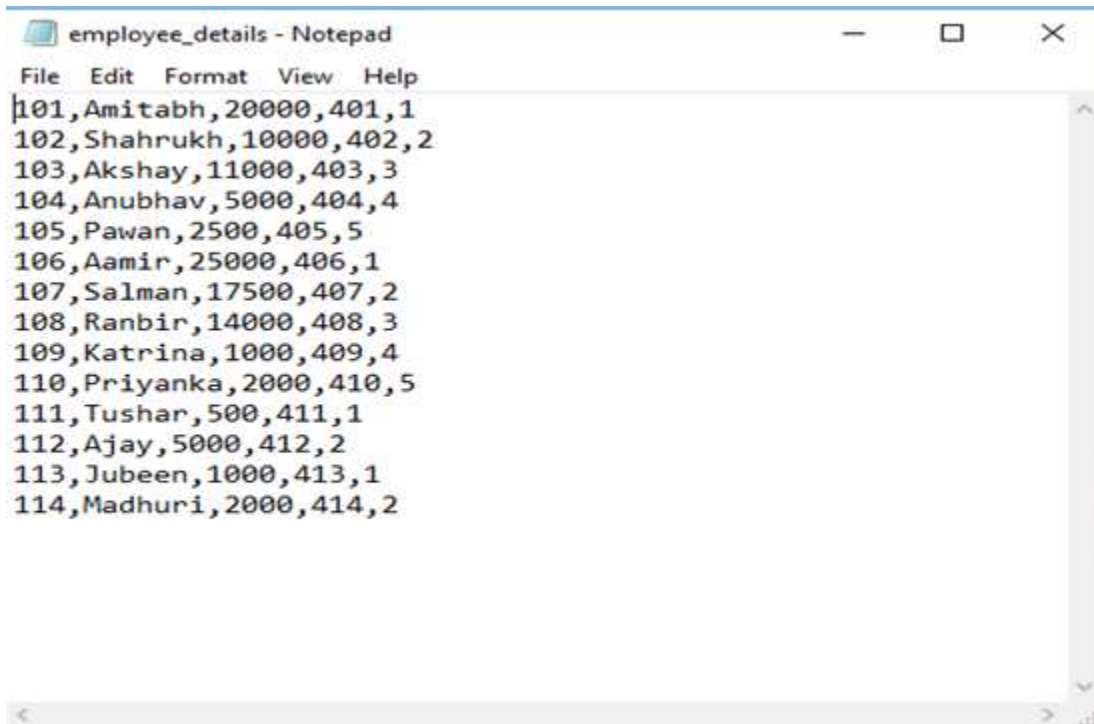 employee_details - Notepad
File Edit Format View Help
101,Amitabh,20000,401,1
102,Shahrukh,10000,402,2
103,Akshay,11000,403,3
104,Anubhav,5000,404,4
105,Pawan,2500,405,5
106,Aamir,25000,406,1
107,Salman,17500,407,2
108,Ranbir,14000,408,3
109,Katrina,1000,409,4
110,Priyanka,2000,410,5
111,Tushar,500,411,1
112,Ajay,5000,412,2
113,Jubeen,1000,413,1
114,Madhuri,2000,414,2